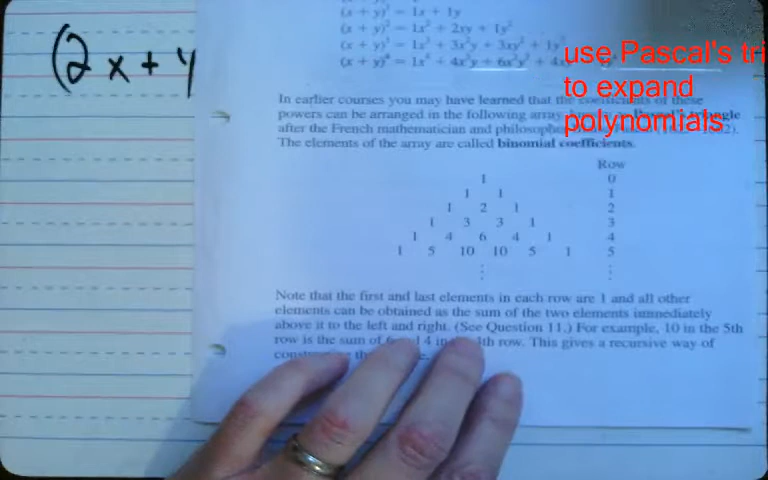 (2x + y
(x + y)¹ = 1x + 1y
(x + y)² = 1x² + 2xy + 1y²
(x + y)³ = 1x³ + 3x²y + 3xy² + 1y³
(x + y)⁴ = 1x⁴ + 4x³y + 6x²y² + 4xy
use Pascal's tri
to expand
polynomials
In earlier courses you may have learned that the coefficients of these
powers can be arranged in the following array, triangle
after the French mathematician and philosopher
The elements of the array are called binomial coefficients.
Row
1 0
1 1 1
1 2 1 2
1 3 3 1 3
1 4 6 4 1 4
1 5 10 10 5 1 5
⋮ ⋮
Note that the first and last elements in each row are 1 and all other
elements can be obtained as the sum of the two elements immediately
above it to the left and right. (See Question 11.) For example, 10 in the 5th
row is the sum of 4 in row. This gives a recursive way of